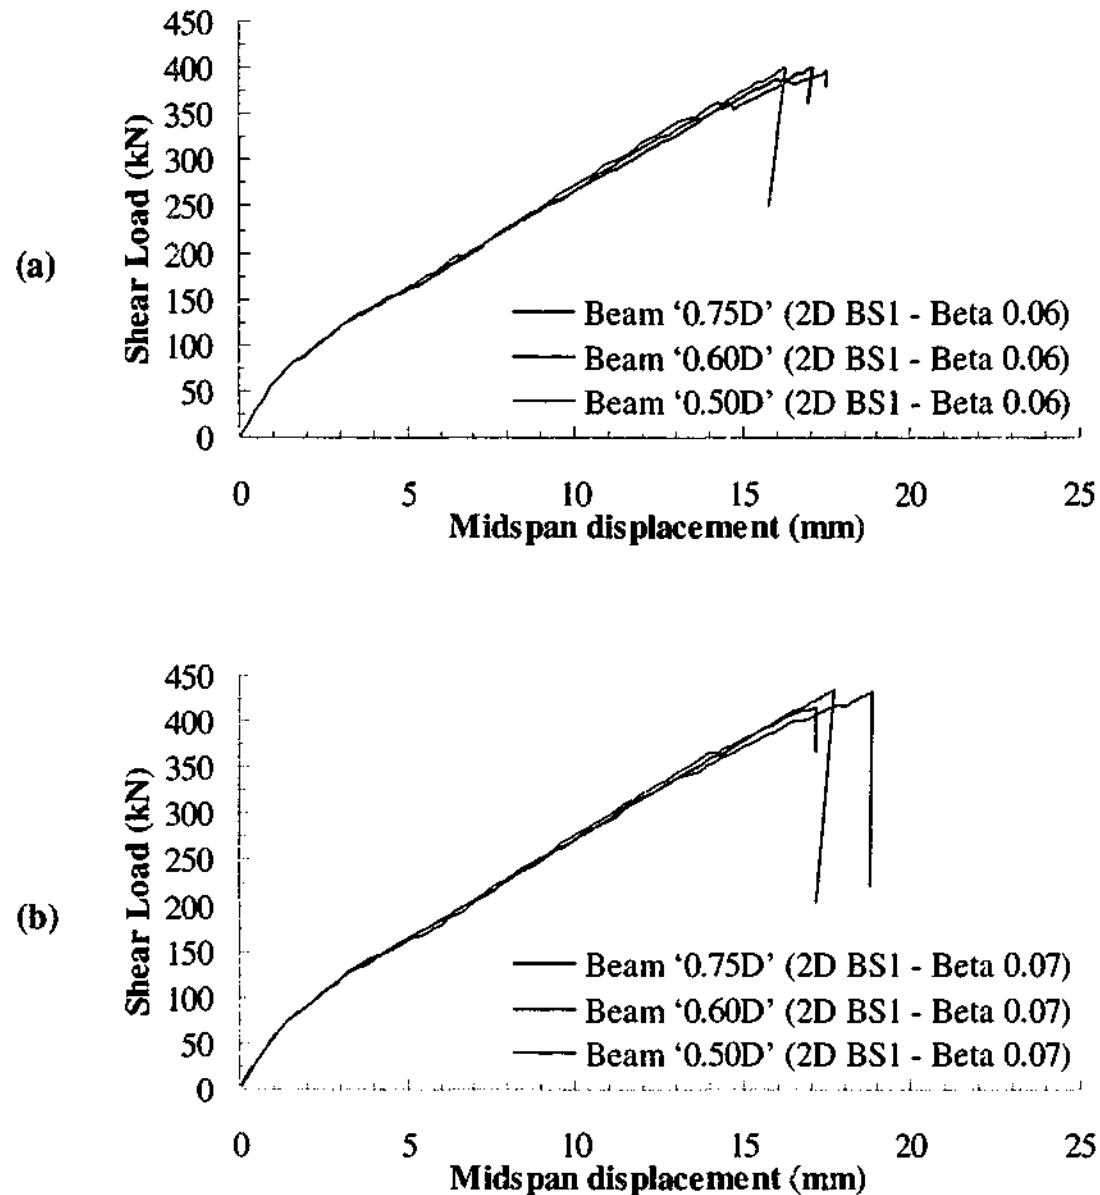 450
400
350
300
250
200
150
100
50
0
Shear Load (kN)
(a)
Beam ‘0.75D’ (2D BS1 - Beta 0.06)
Beam ‘0.60D’ (2D BS1 - Beta 0.06)
Beam ‘0.50D’ (2D BS1 - Beta 0.06)
0 5 10 15 20 25
Midspan displacement (mm)
450
400
350
300
250
200
150
100
50
0
Shear Load (kN)
(b)
Beam ‘0.75D’ (2D BS1 - Beta 0.07)
Beam ‘0.60D’ (2D BS1 - Beta 0.07)
Beam ‘0.50D’ (2D BS1 - Beta 0.07)
0 5 10 15 20 25
Midspan displacement (mm)